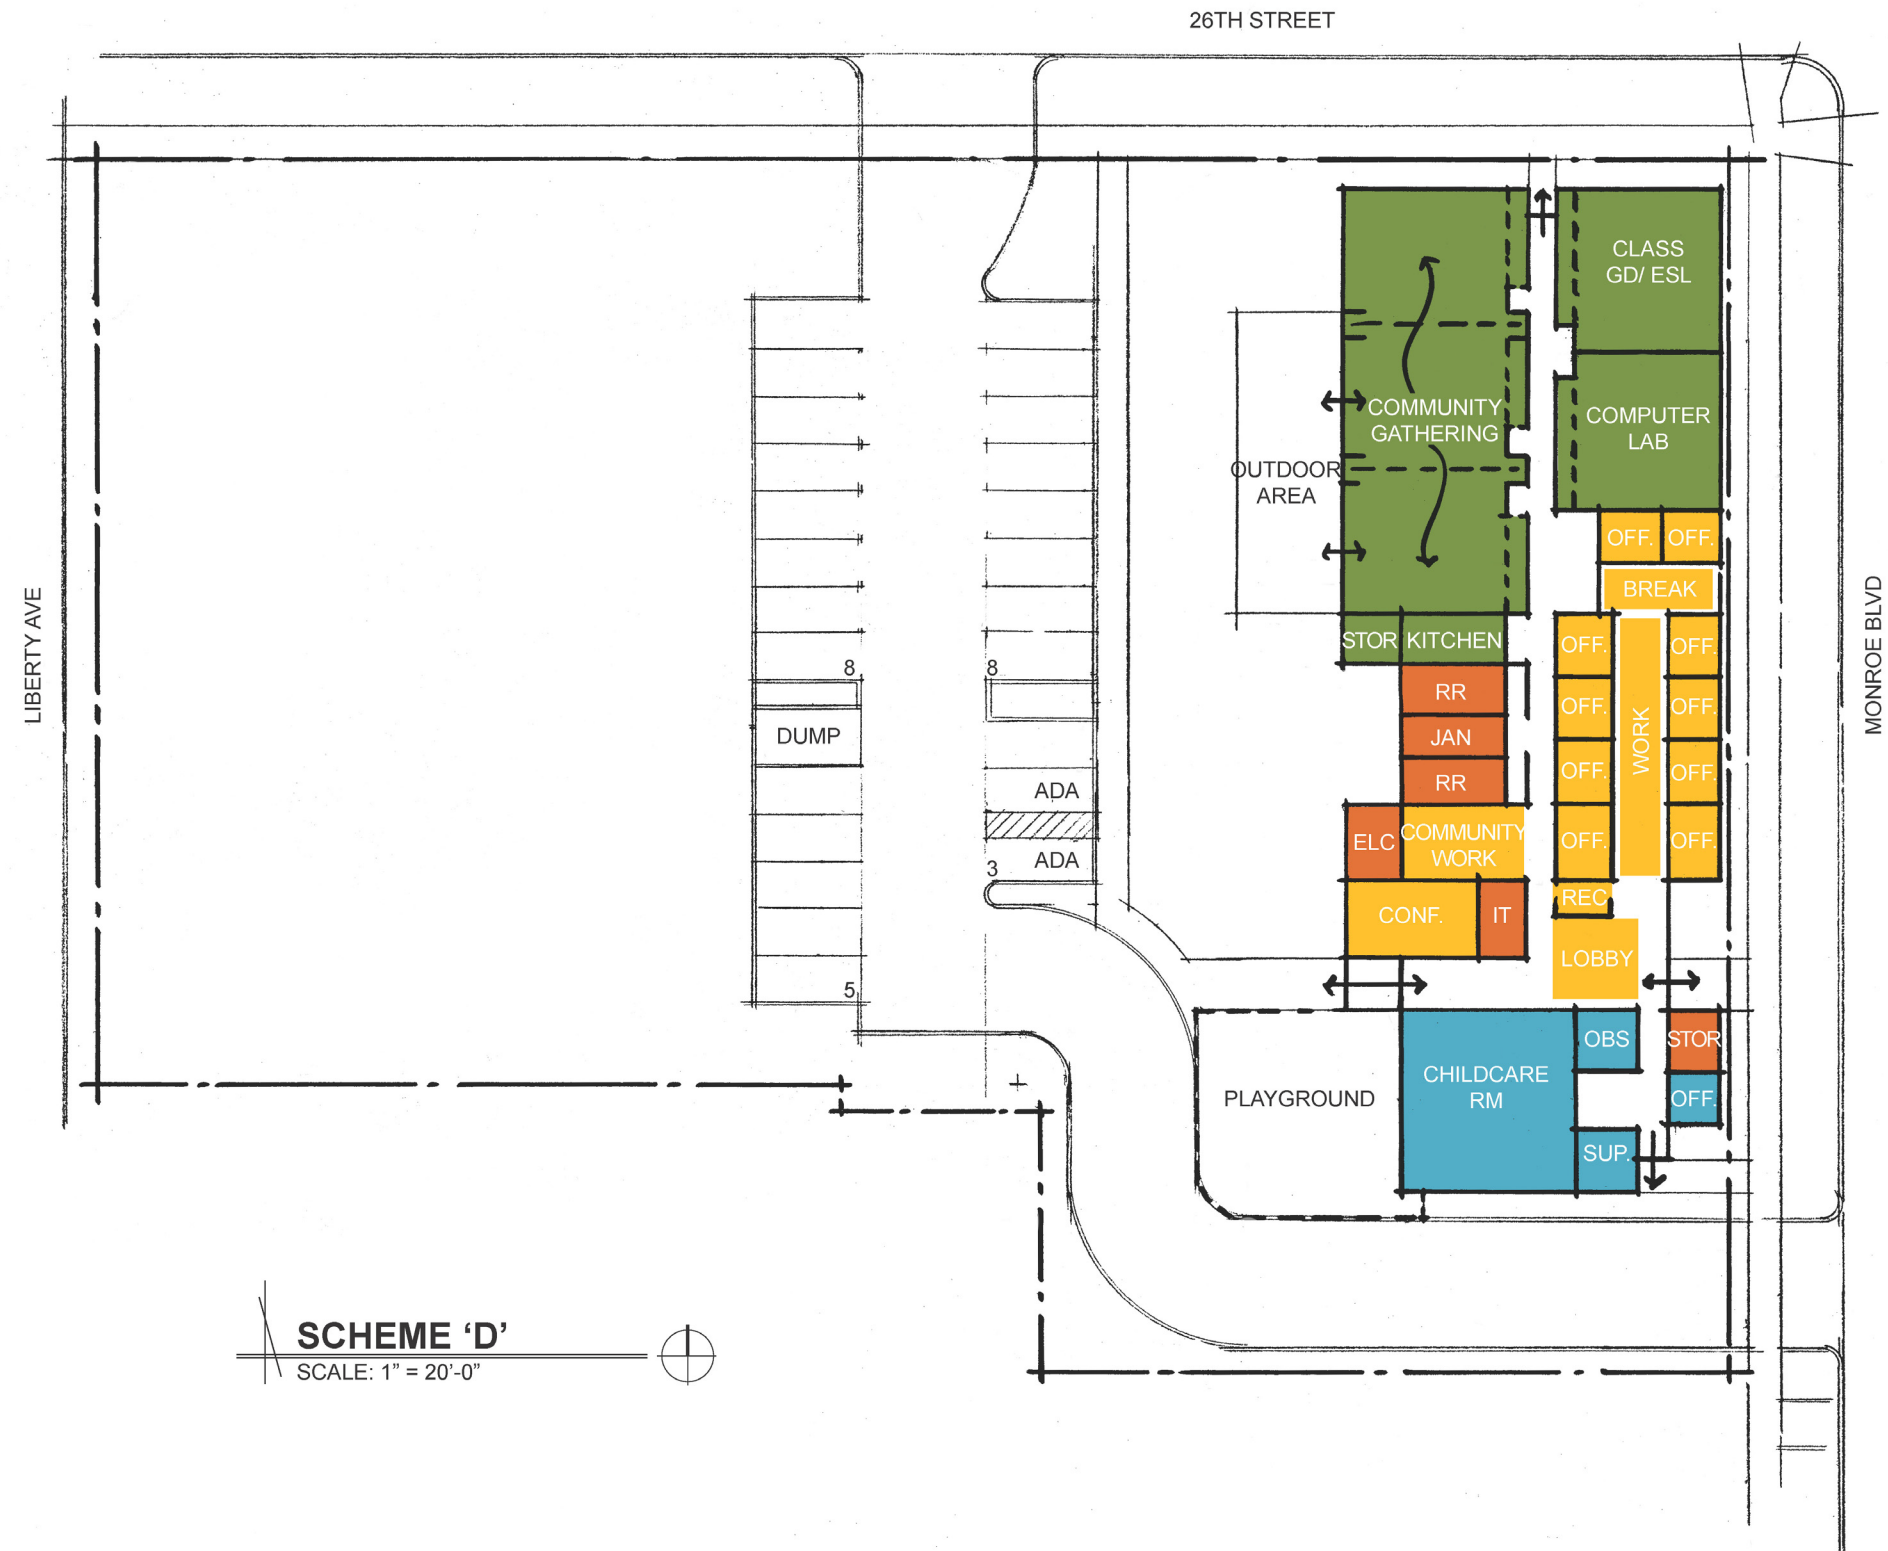 26TH STREET
CLASS
GD/ ESL
COMMUNITY
GATHERING
COMPUTER
LAB
OUTDOOR
AREA
OFF.
OFF.
BREAK
LIBERTY AVE
MONROE BLVD
STOR
KITCHEN
OFF.
OFF.
8
8
RR
OFF.
OFF.
DUMP
JAN
WORK
RR
OFF.
OFF.
ADA
ELC
COMMUNITY
WORK
OFF.
OFF.
ADA
3
REC
CONF.
IT
LOBBY
5
OBS
STOR
CHILDCARE
RM
PLAYGROUND
OFF.
SUP.
SCHEME ‘D’
SCALE: 1” = 20’-0”